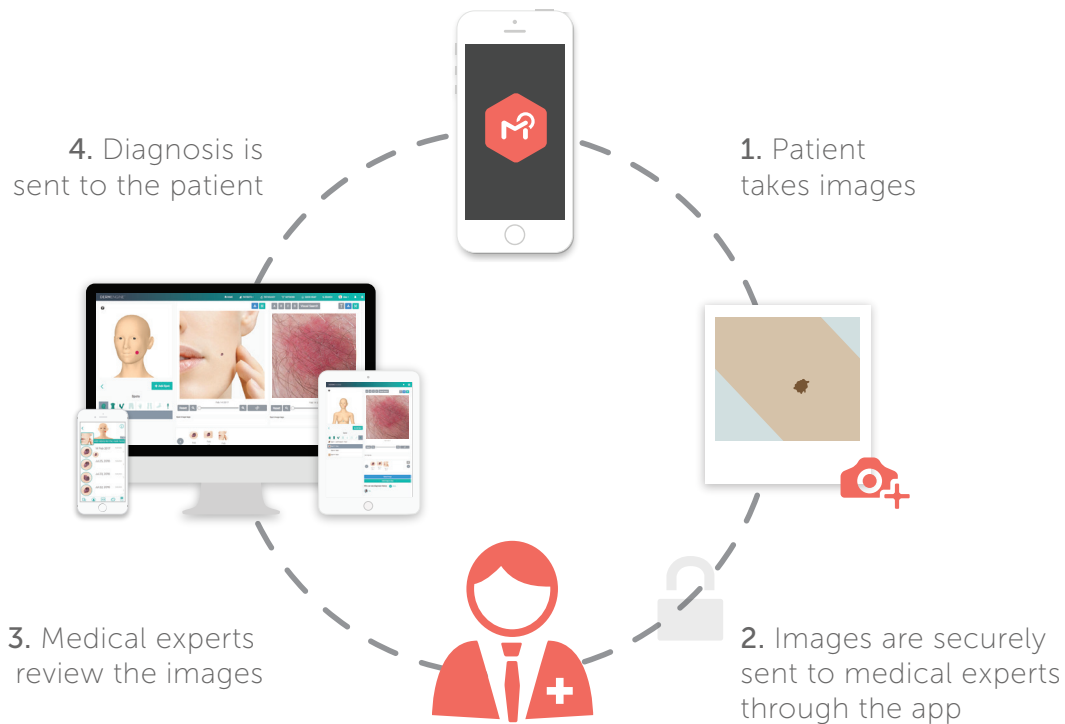 4. Diagnosis is
sent to the patient
1. Patient
takes images
3. Medical experts
review the images
2. Images are securely
sent to medical experts
through the app